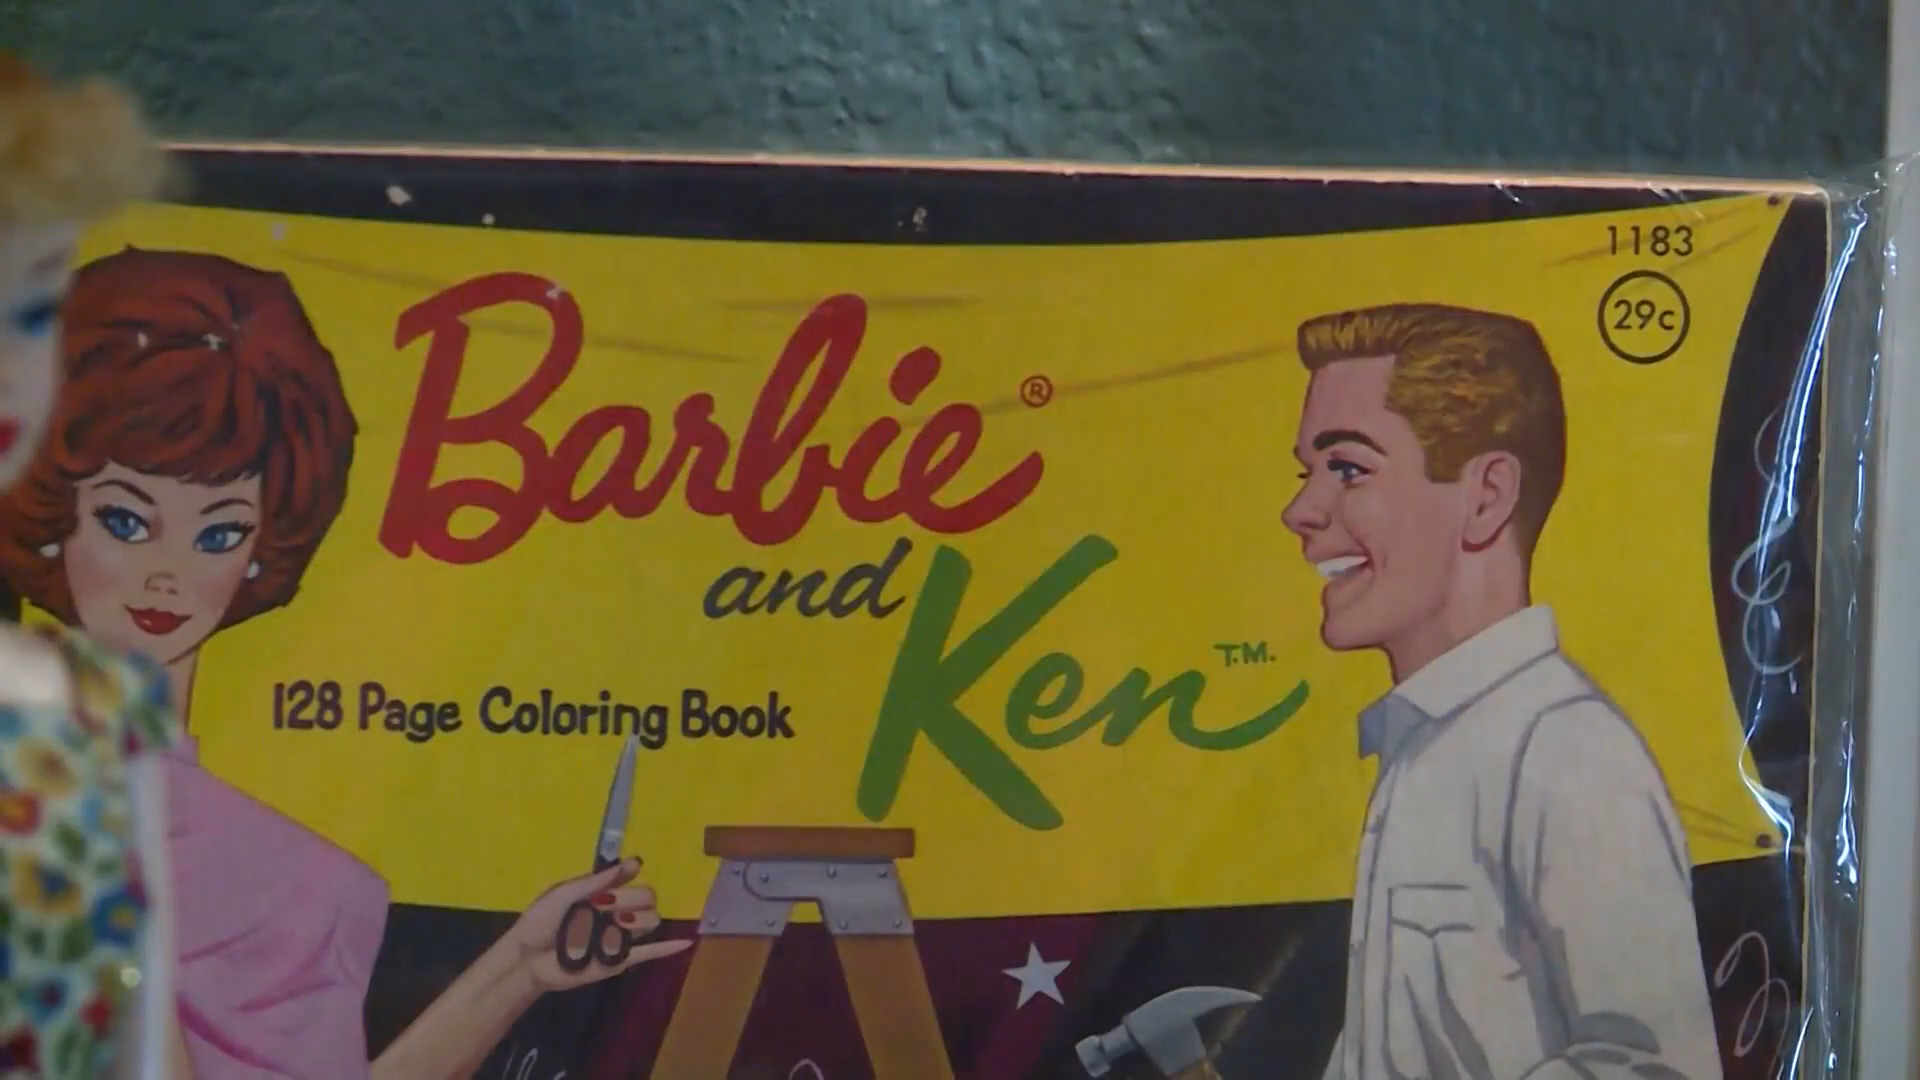 1183
29c
Barbie®
and
Ken T.M.
128 Page Coloring Book